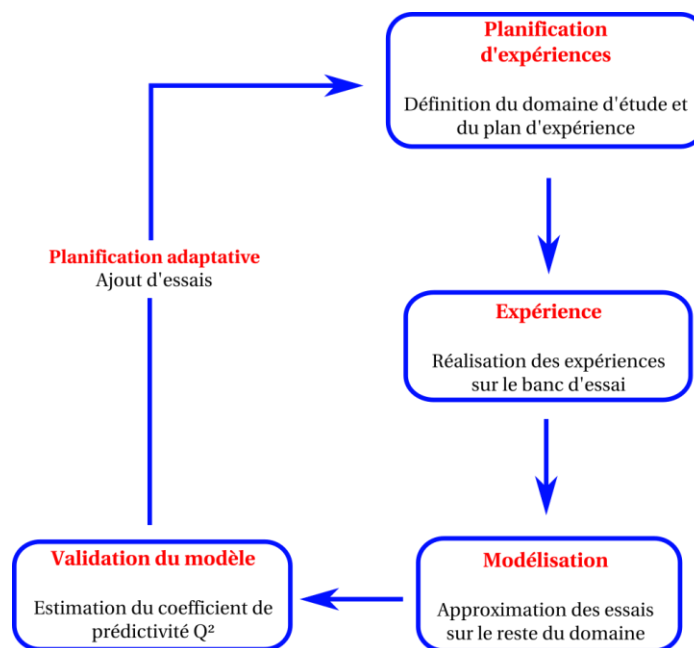 Planification
d'expériences
Définition du domaine d'étude et
du plan d'expérience
Expérience
Réalisation des expériences
sur le banc d'essai
Modélisation
Approximation des essais
sur le reste du domaine
Validation du modèle
Estimation du coefficient de
prédictivité Q²
Planification adaptative
Ajout d'essais